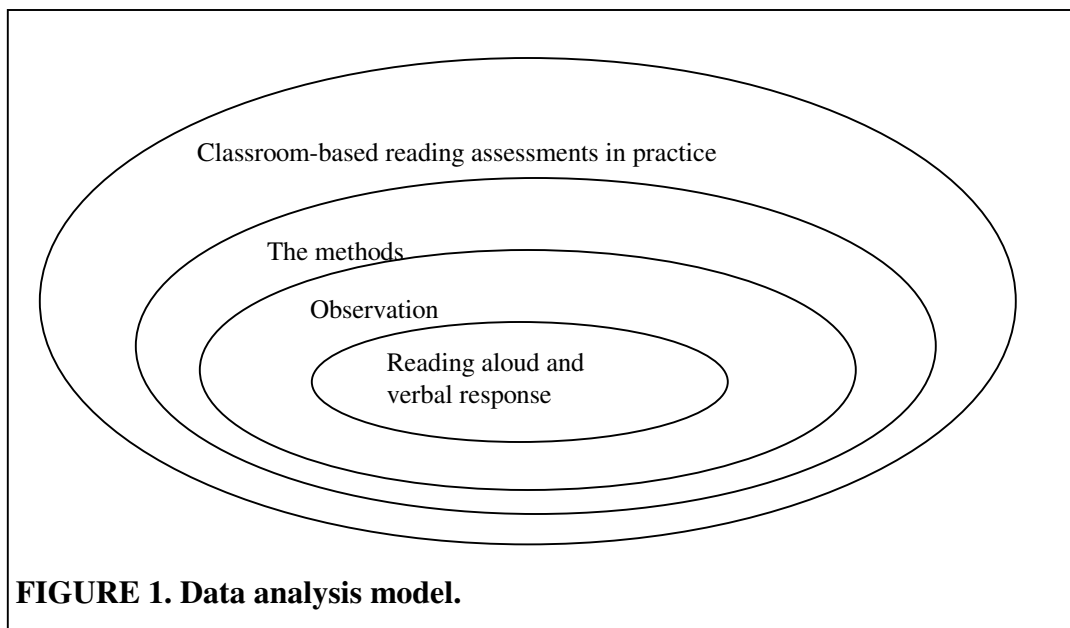 Classroom-based reading assessments in practice
The methods
Observation
Reading aloud and
verbal response
FIGURE 1. Data analysis model.